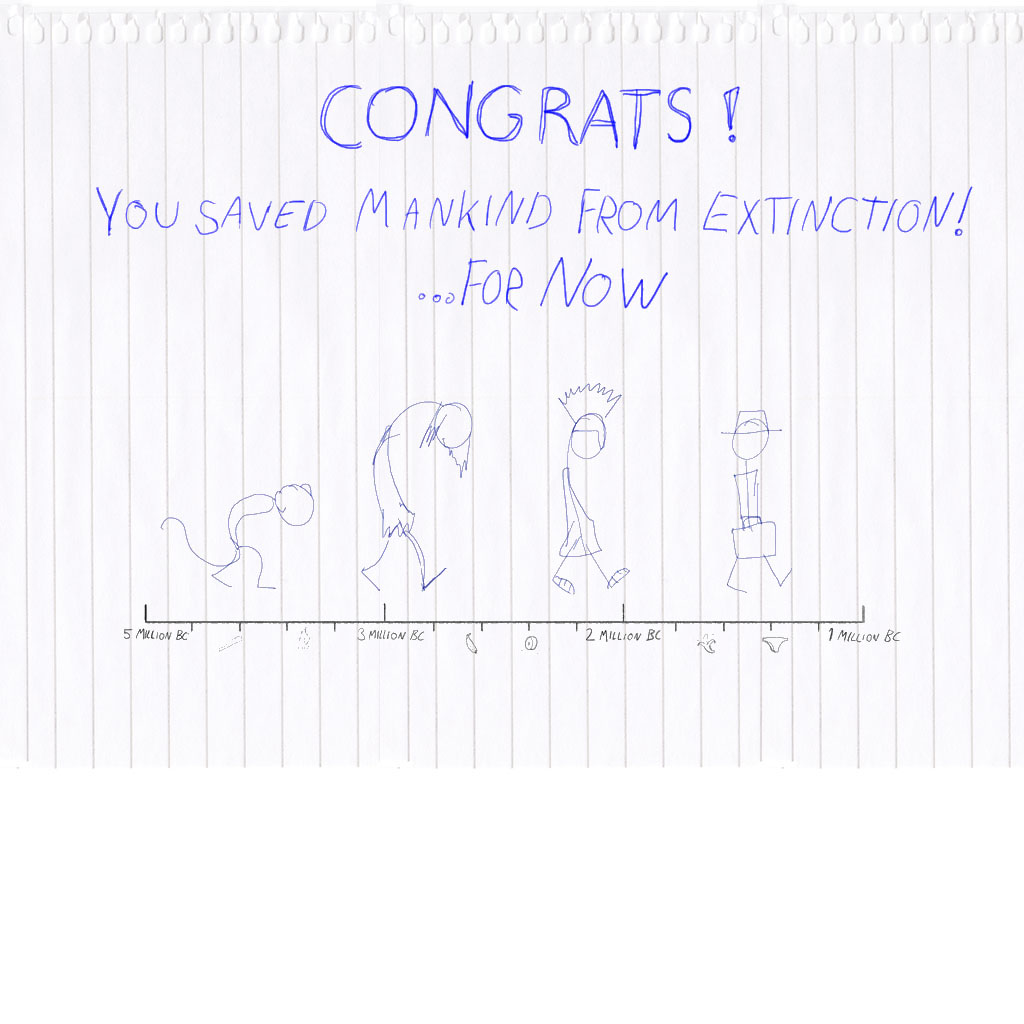 CONGRATS!
YOU SAVED MANKIND FROM EXTINCTION!
...FOR NOW
5 MILLION BC 3 MILLION BC 2 MILLION BC 1 MILLION BC